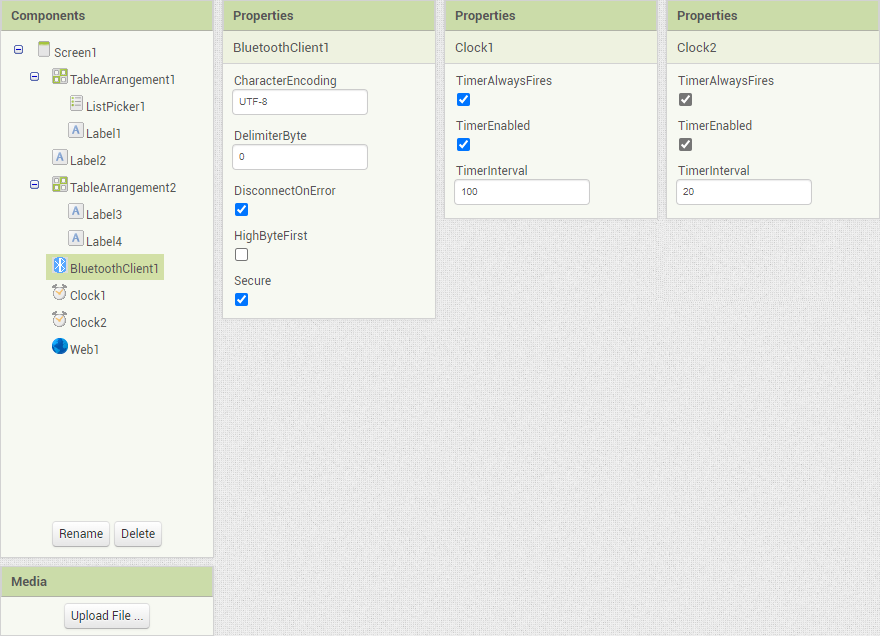 Components
Screen1
TableArrangement1
ListPicker1
A Label1
A Label2
TableArrangement2
A Label3
A Label4
BluetoothClient1
Clock1
Clock2
Web1
Rename Delete
Media
Upload File ...
Properties
BluetoothClient1
CharacterEncoding
UTF-8
DelimiterByte
0
DisconnectOnError
HighByteFirst
Secure
Properties
Clock1
TimerAlwaysFires
TimerEnabled
TimerInterval
100
Properties
Clock2
TimerAlwaysFires
TimerEnabled
TimerInterval
20